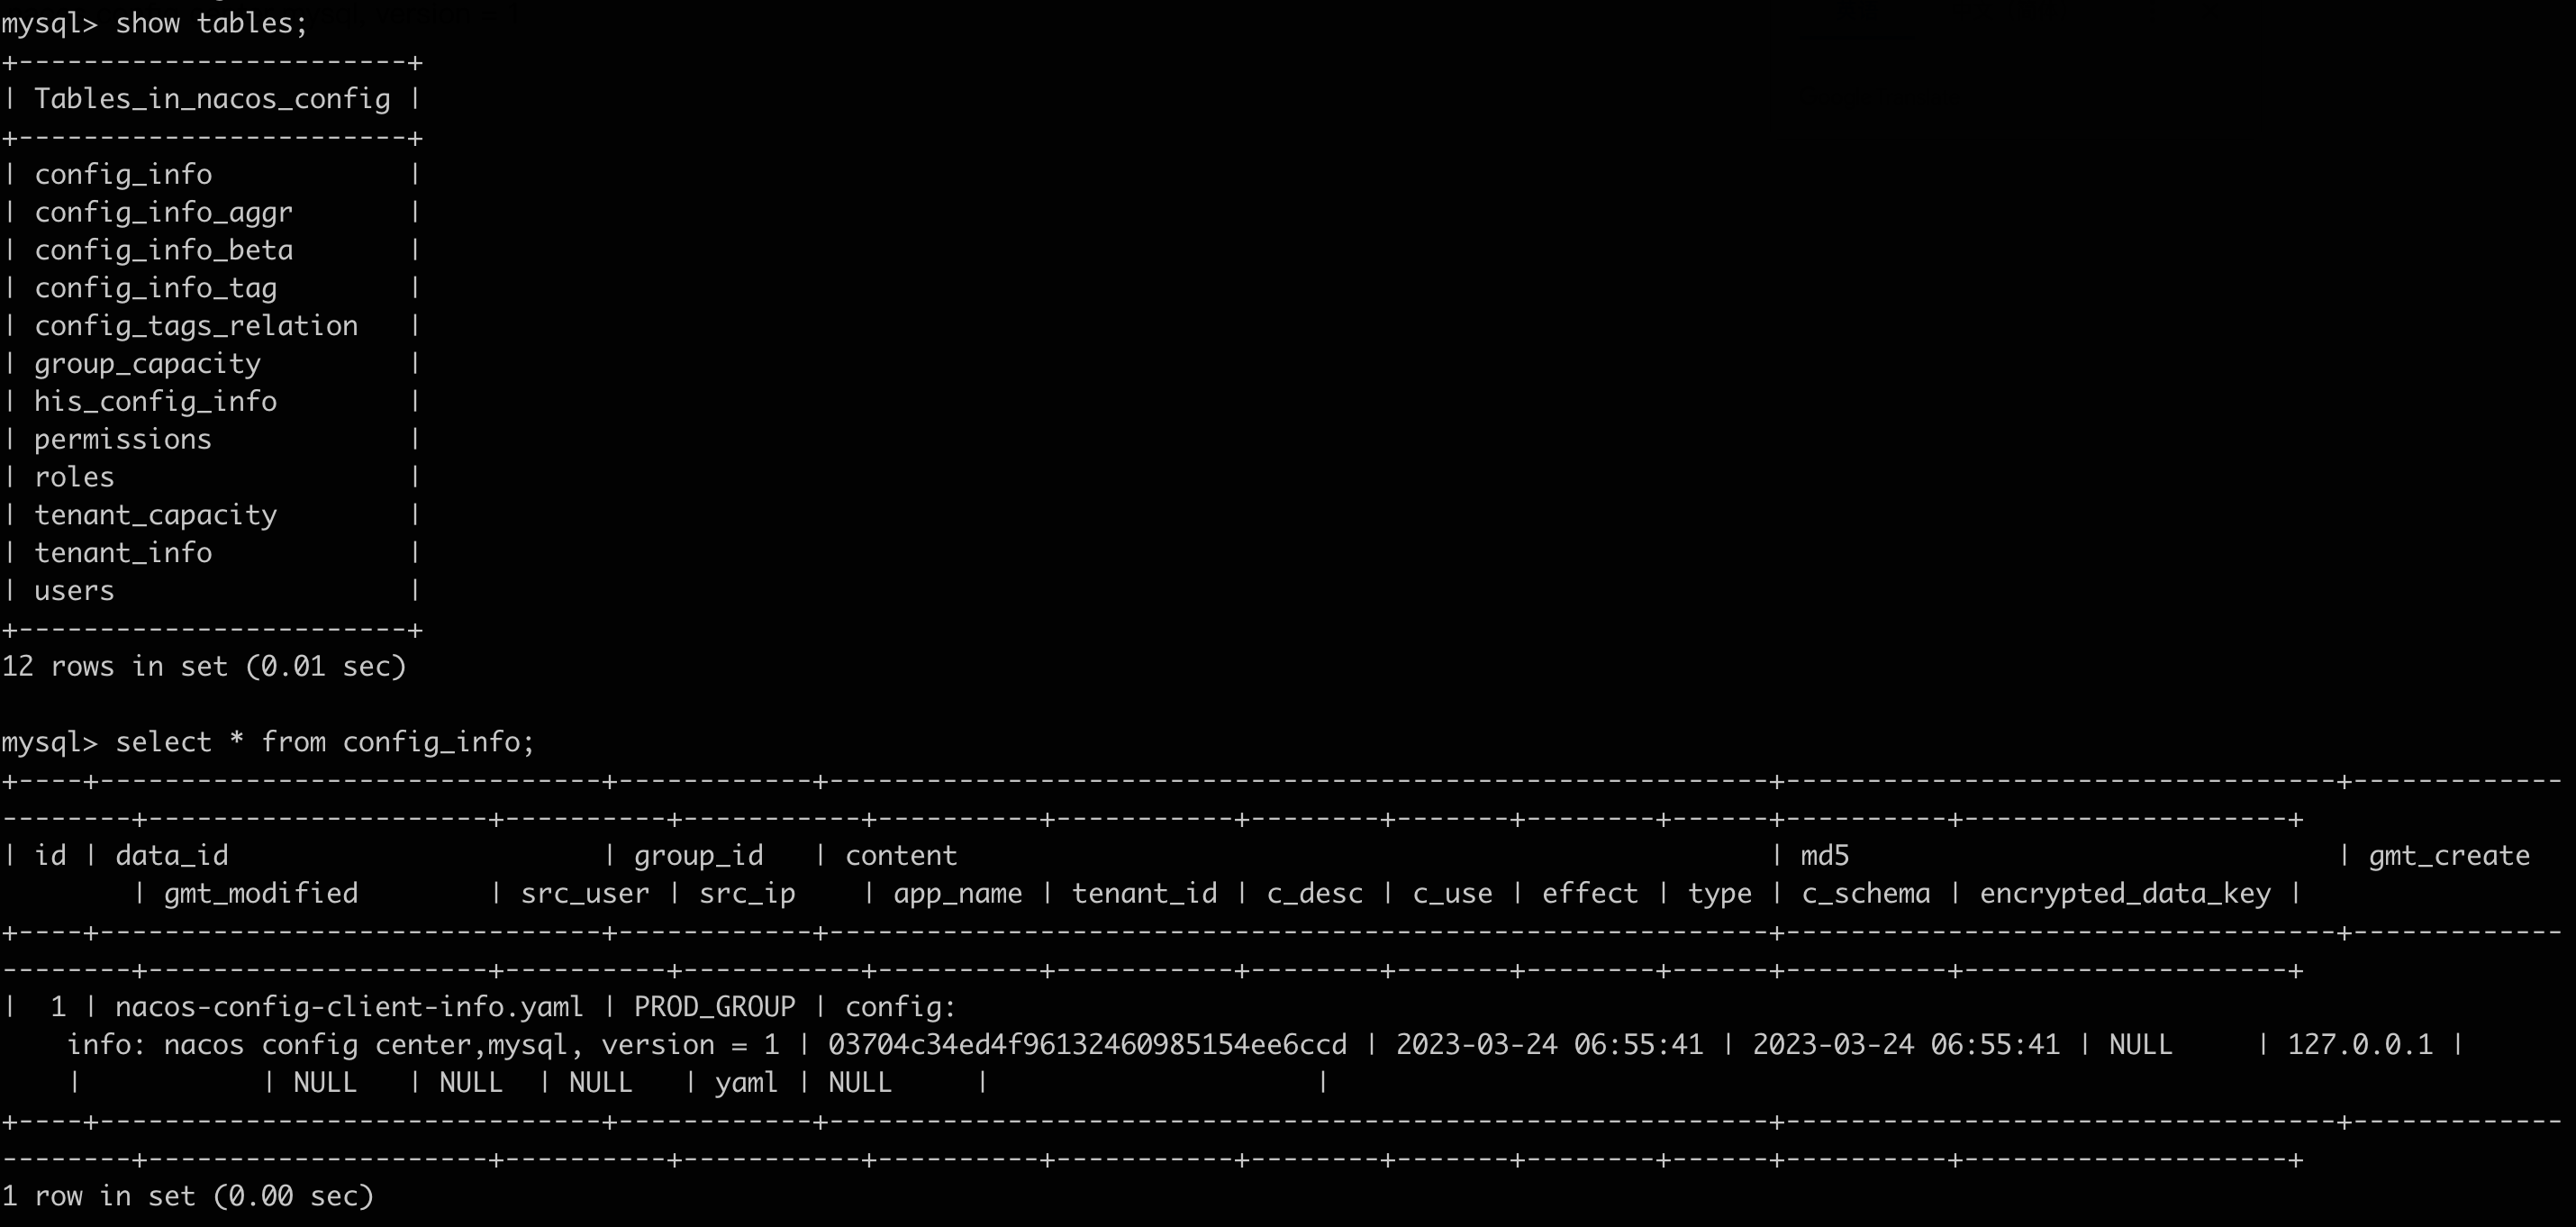 mysql> show tables;
+------------------------+
| Tables_in_nacos_config |
+------------------------+
| config_info            |
| config_info_aggr       |
| config_info_beta       |
| config_info_tag        |
| config_tags_relation   |
| group_capacity         |
| his_config_info        |
| permissions            |
| roles                  |
| tenant_capacity        |
| tenant_info            |
| users                  |
+------------------------+
12 rows in set (0.01 sec)

mysql> select * from config_info;
+----+-------------------------------+------------+----------------------------------------------------------+----------------------------------+-------------
--------+---------------------+----------+-----------+----------+-----------+--------+-------+--------+------+----------+--------------------+
| id | data_id                       | group_id   | content                                                  | md5                              | gmt_create
        | gmt_modified        | src_user | src_ip    | app_name | tenant_id | c_desc | c_use | effect | type | c_schema | encrypted_data_key |
+----+-------------------------------+------------+----------------------------------------------------------+----------------------------------+-------------
--------+---------------------+----------+-----------+----------+-----------+--------+-------+--------+------+----------+--------------------+
|  1 | nacos-config-client-info.yaml | PROD_GROUP | config:
    info: nacos config center,mysql, version = 1 | 03704c34ed4f96132460985154ee6ccd | 2023-03-24 06:55:41 | 2023-03-24 06:55:41 | NULL     | 127.0.0.1 |
    |           | NULL   | NULL  | NULL   | yaml | NULL     |                    |
+----+-------------------------------+------------+----------------------------------------------------------+----------------------------------+-------------
--------+---------------------+----------+-----------+----------+-----------+--------+-------+--------+------+----------+--------------------+
1 row in set (0.00 sec)